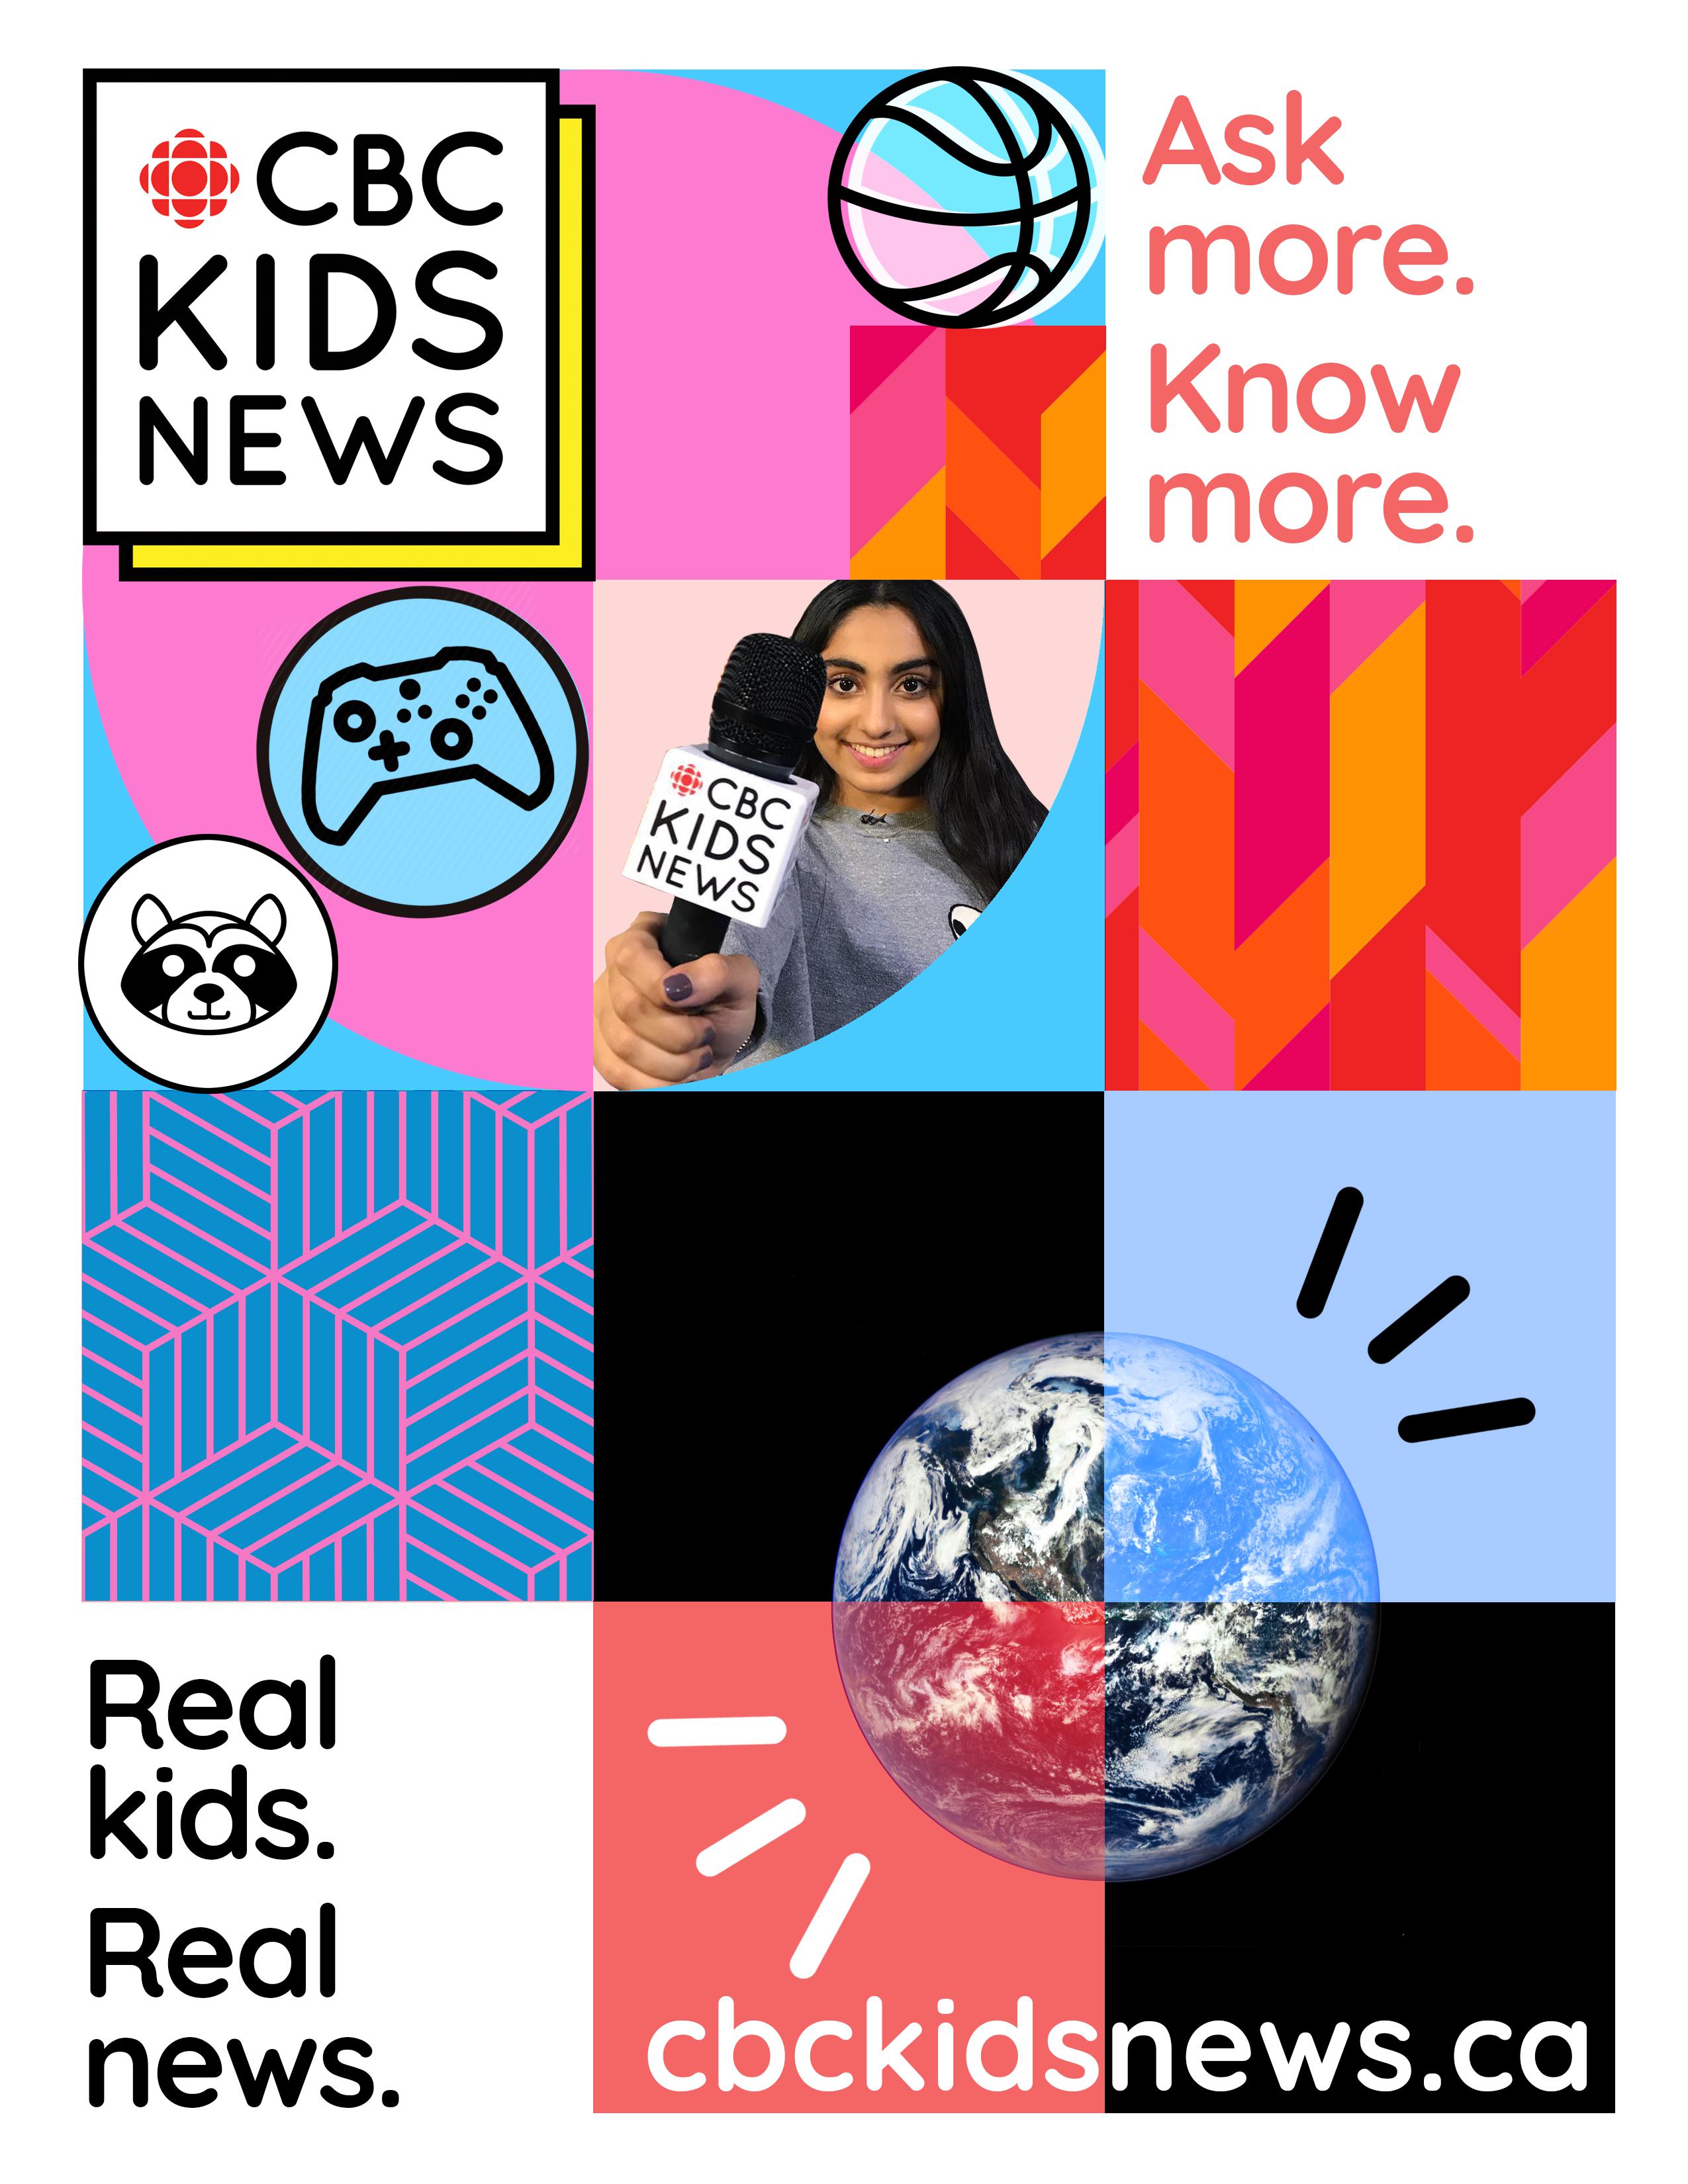 CBC
KIDS
NEWS
Ask
more.
Know
more.
CBC
KIDS
NEWS
Real
kids.
Real
news.
cbckidsnews.ca